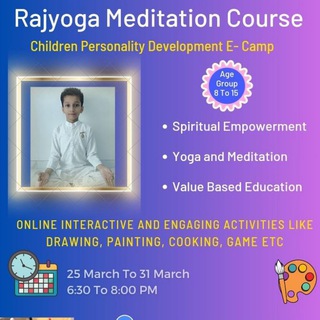 Rajyoga Meditation Course
Children Personality Development E- Camp
Age
Group
8 To 15
• Spiritual Empowerment
• Yoga and Meditation
• Value Based Education
ONLINE INTERACTIVE AND ENGAGING ACTIVITIES LIKE
DRAWING, PAINTING, COOKING, GAME ETC
25 March To 31 March
6:30 To 8:00 PM